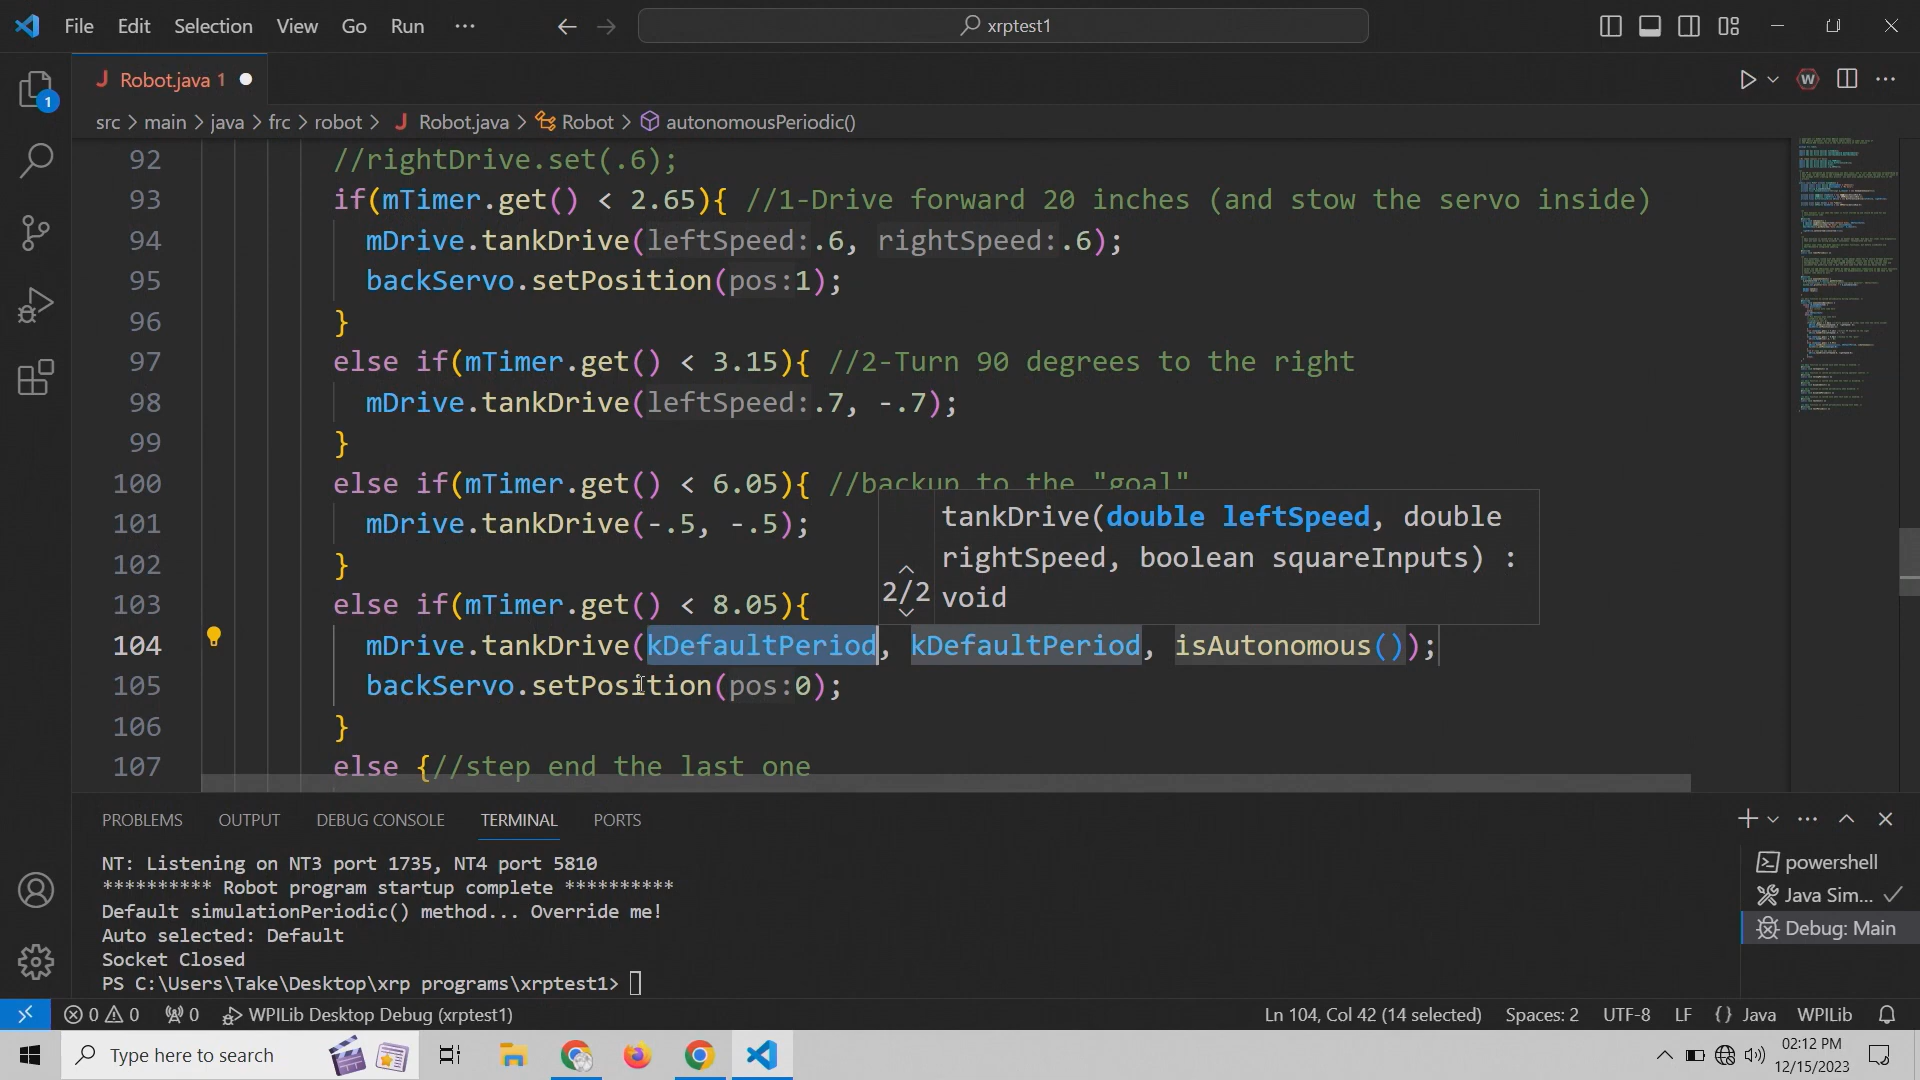 File Edit Selection View Go Run ···
xrptest1
Robot.java 1
src > main > java > frc > robot > Robot.java > Robot > autonomousPeriodic()
92 //rightDrive.set(.6);
93 if(mTimer.get() < 2.65){ //1-Drive forward 20 inches (and stow the servo inside)
94 mDrive.tankDrive(leftSpeed:.6, rightSpeed:.6);
95 backServo.setPosition(pos:1);
96 }
97 else if(mTimer.get() < 3.15){ //2-Turn 90 degrees to the right
98 mDrive.tankDrive(leftSpeed:.7, -.7);
99 }
100 else if(mTimer.get() < 6.05){ //backup to the "goal"
101 mDrive.tankDrive(-.5, -.5);
102 }
103 else if(mTimer.get() < 8.05){
104 mDrive.tankDrive(kDefaultPeriod, kDefaultPeriod, isAutonomous());
105 backServo.setPosition(pos:0);
106 }
107 else {//step end the last one
tankDrive(double leftSpeed, double
rightSpeed, boolean squareInputs) :
2/2 void
PROBLEMS OUTPUT DEBUG CONSOLE TERMINAL PORTS
NT: Listening on NT3 port 1735, NT4 port 5810
********** Robot program startup complete **********
Default simulationPeriodic() method... Override me!
Auto selected: Default
Socket Closed
PS C:\Users\Take\Desktop\xrp programs\xrptest1>
powershell
Java Sim...
Debug: Main
0 0 0 WPILib Desktop Debug (xrptest1) Ln 104, Col 42 (14 selected) Spaces: 2 UTF-8 LF {} Java WPILib
Type here to search
02:12 PM
12/15/2023